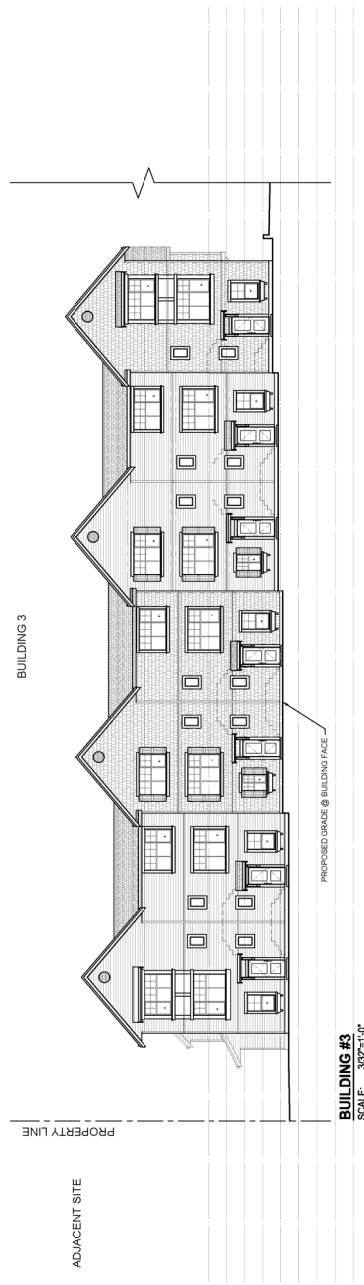 BUILDING 3
ADJACENT SITE
PROPERTY LINE
PROPOSED GRADE @ BUILDING FACE
BUILDING #3
SCALE: 3/32"=1'-0"